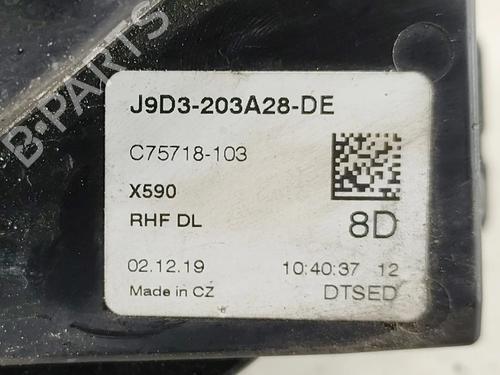 B-PARTS
J9D3-203A28-DE
C75718-103
X590
RHF DL
8D
02.12.19 10:40:37 12
Made in CZ DTSED